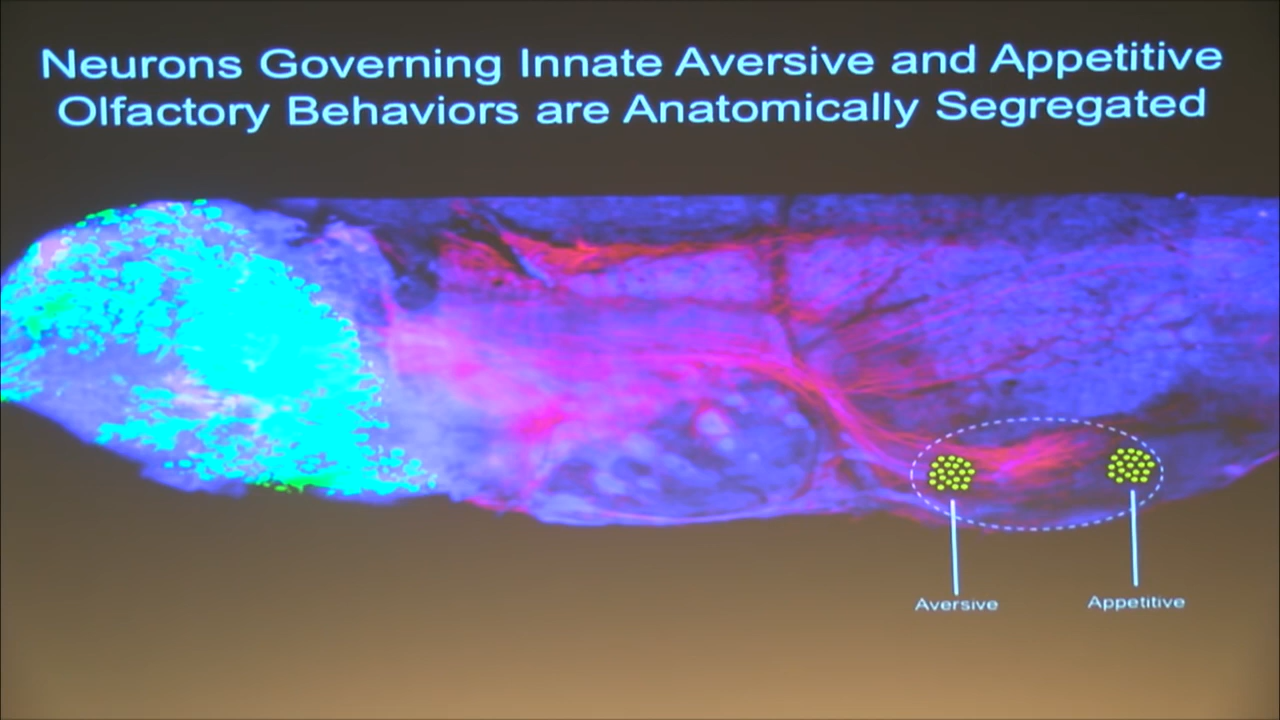 Neurons Governing Innate Aversive and Appetitive
Olfactory Behaviors are Anatomically Segregated
Aversive
Appetitive